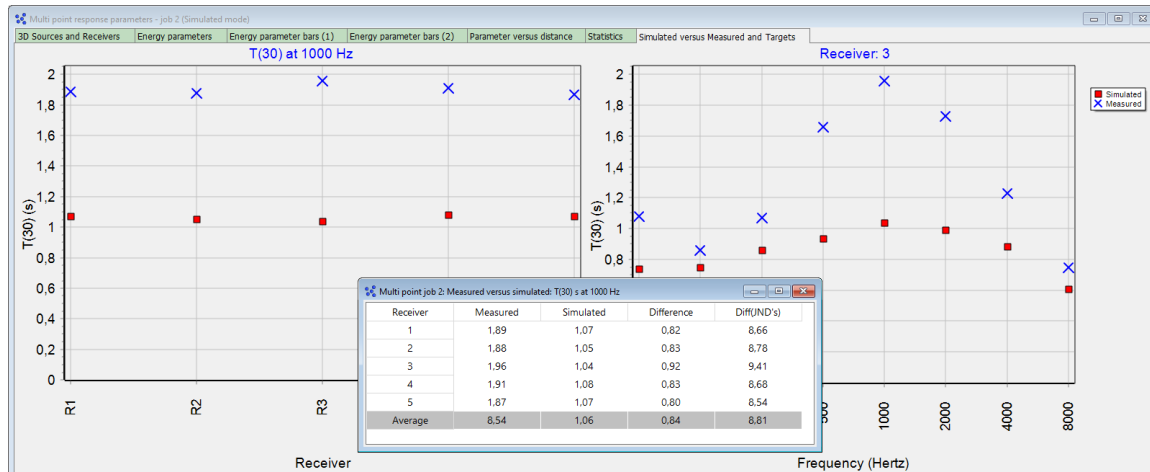 Multi point response parameters - job 2 (Simulated mode)
3D Sources and Receivers Energy parameters Energy parameter bars (1) Energy parameter bars (2) Parameter versus distance Statistics Simulated versus Measured and Targets
T(30) at 1000 Hz
2
1,8
1,6
1,4
1,2
1
0,8
0,6
0,4
0,2
0
T(30) (s)
R1
R2
R3
Receiver
Receiver: 3
2
1,8
1,6
1,4
1,2
1
0,8
T(30) (s)
1000
2000
4000
8000
Frequency (Hertz)
Simulated
Measured
Multi point job 2: Measured versus simulated: T(30) s at 1000 Hz
Receiver Measured Simulated Difference Diff(JND's)
1 1,89 1,07 0,82 8,66
2 1,88 1,05 0,83 8,78
3 1,96 1,04 0,92 9,41
4 1,91 1,08 0,83 8,68
5 1,87 1,07 0,80 8,54
Average 8,54 1,06 0,84 8,81